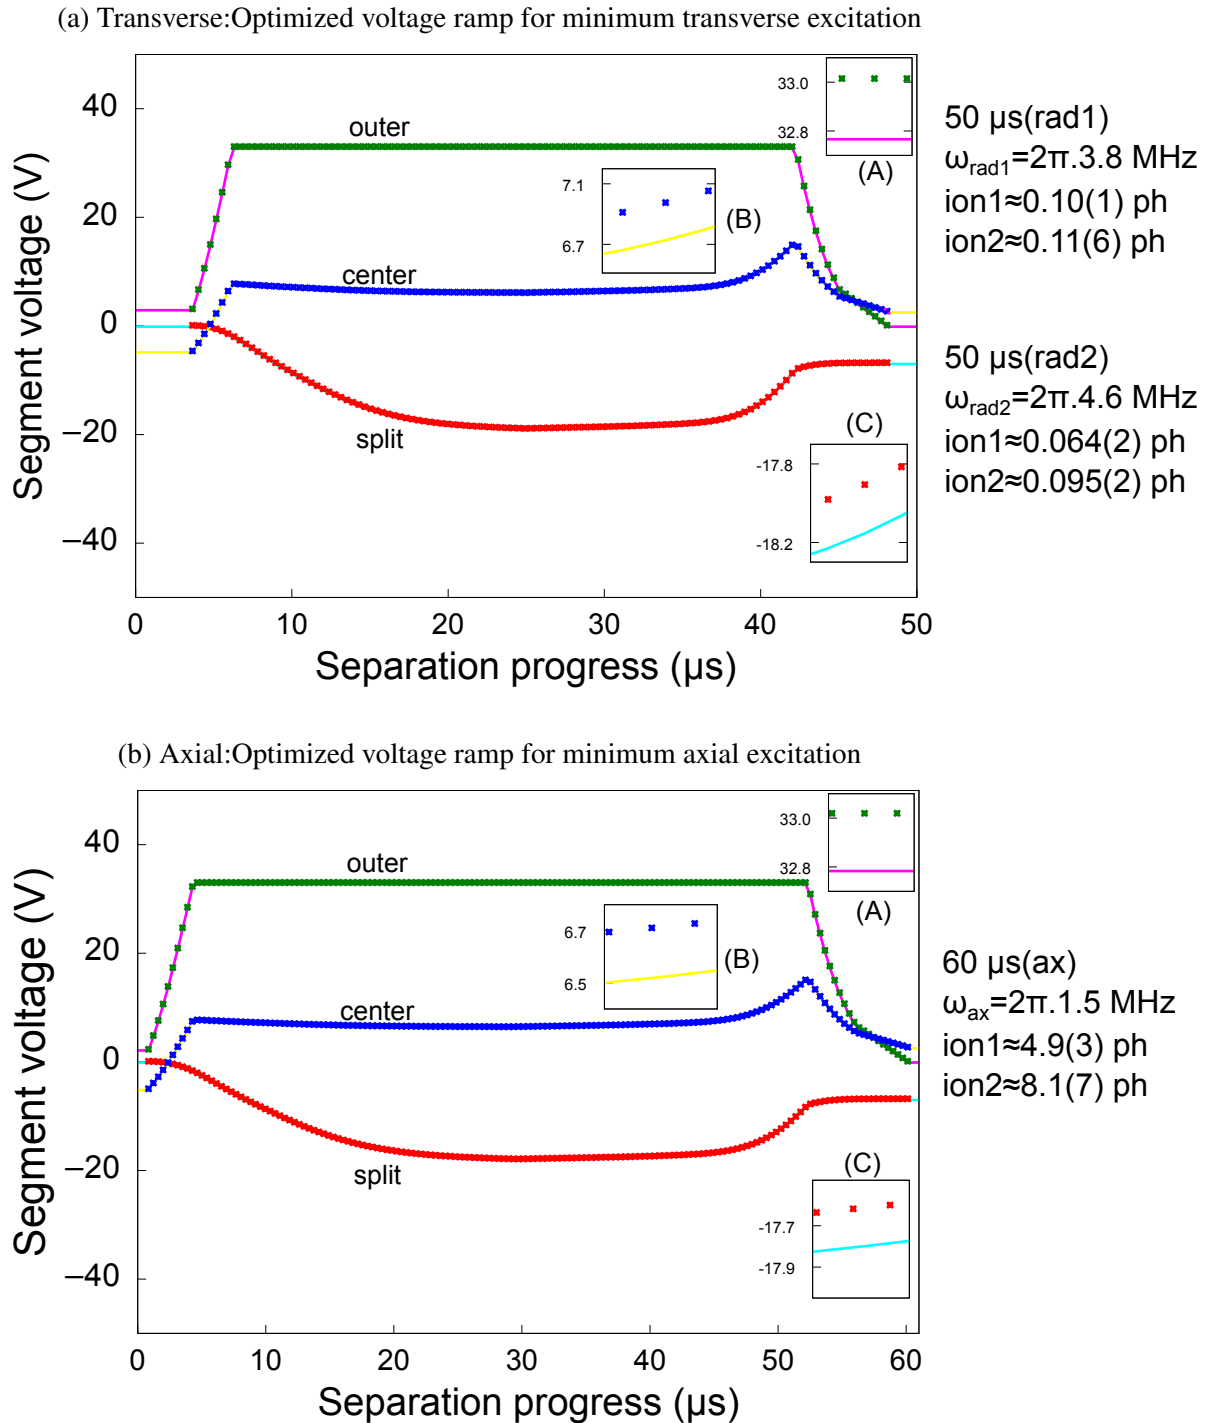 (a) Transverse:Optimized voltage ramp for minimum transverse excitation
Segment voltage (V)
40
20
0
−20
−40
outer
center
split
33.0
32.8
(A)
7.1
6.7
(B)
(C)
-17.8
-18.2
0
10
20
30
40
50
Separation progress (µs)
50 µs(rad1)
ωrad1=2π.3.8 MHz
ion1≈0.10(1) ph
ion2≈0.11(6) ph
50 µs(rad2)
ωrad2=2π.4.6 MHz
ion1≈0.064(2) ph
ion2≈0.095(2) ph
(b) Axial:Optimized voltage ramp for minimum axial excitation
Segment voltage (V)
40
20
0
−20
−40
outer
center
split
33.0
32.8
(A)
6.7
6.5
(B)
(C)
-17.7
-17.9
0
10
20
30
40
50
60
Separation progress (µs)
60 µs(ax)
ωax=2π.1.5 MHz
ion1≈4.9(3) ph
ion2≈8.1(7) ph